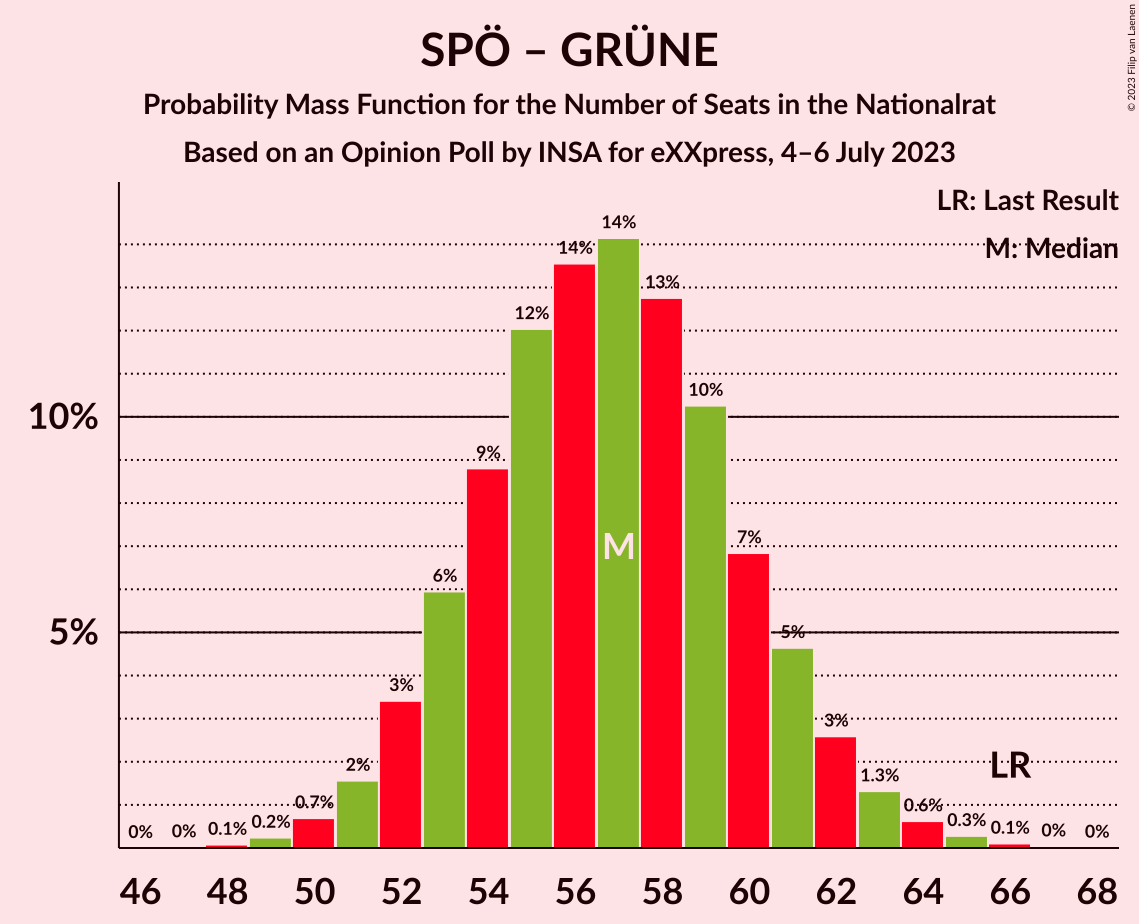 SPÖ – GRÜNE
Probability Mass Function for the Number of Seats in the Nationalrat
Based on an Opinion Poll by INSA for eXXpress, 4–6 July 2023
© 2023 Filip van Laenen
LR: Last Result
M: Median
10%
5%
0%
0%
0.1%
0.2%
0.7%
2%
3%
6%
9%
12%
14%
14%
13%
10%
7%
5%
3%
1.3%
0.6%
0.3%
0.1%
0%
0%
M
LR
46 48 50 52 54 56 58 60 62 64 66 68